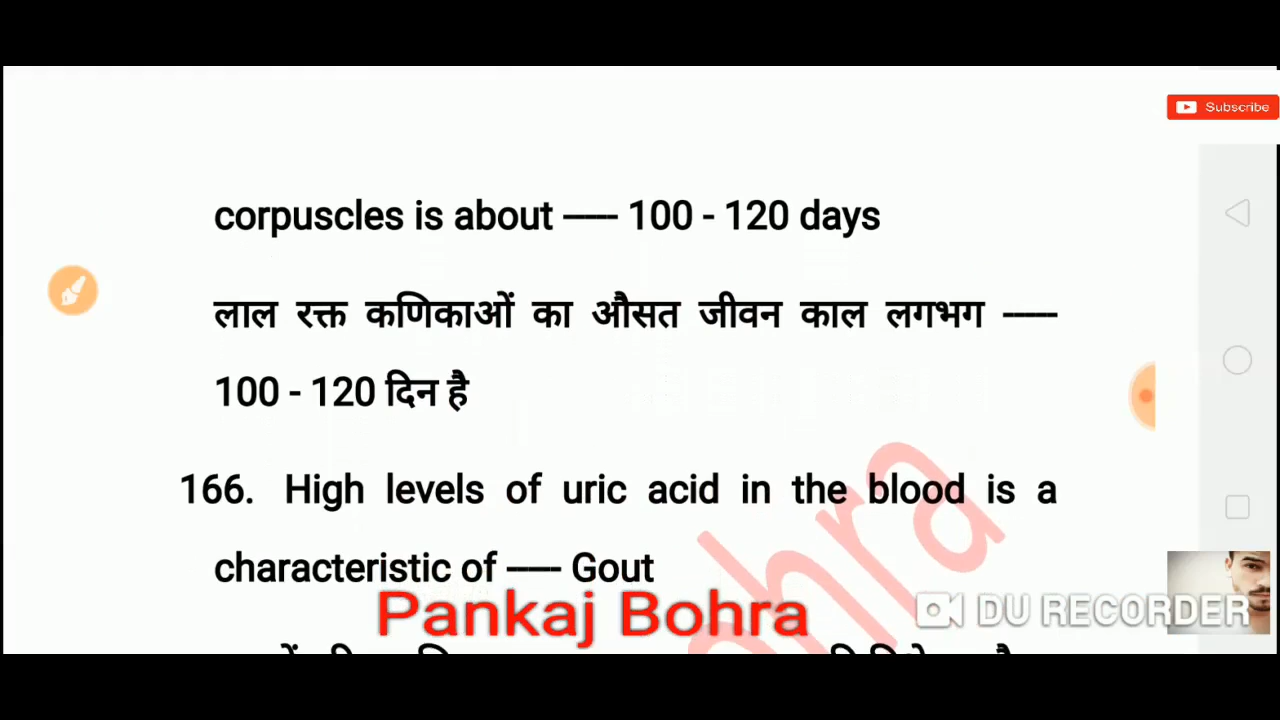 Subscribe
corpuscles is about ----- 100 - 120 days
लाल रक्त कणिकाओं का औसत जीवन काल लगभग -----
100 - 120 दिन है
166. High levels of uric acid in the blood is a
characteristic of ----- Gout
Pankaj Bohra
DU RECORDER